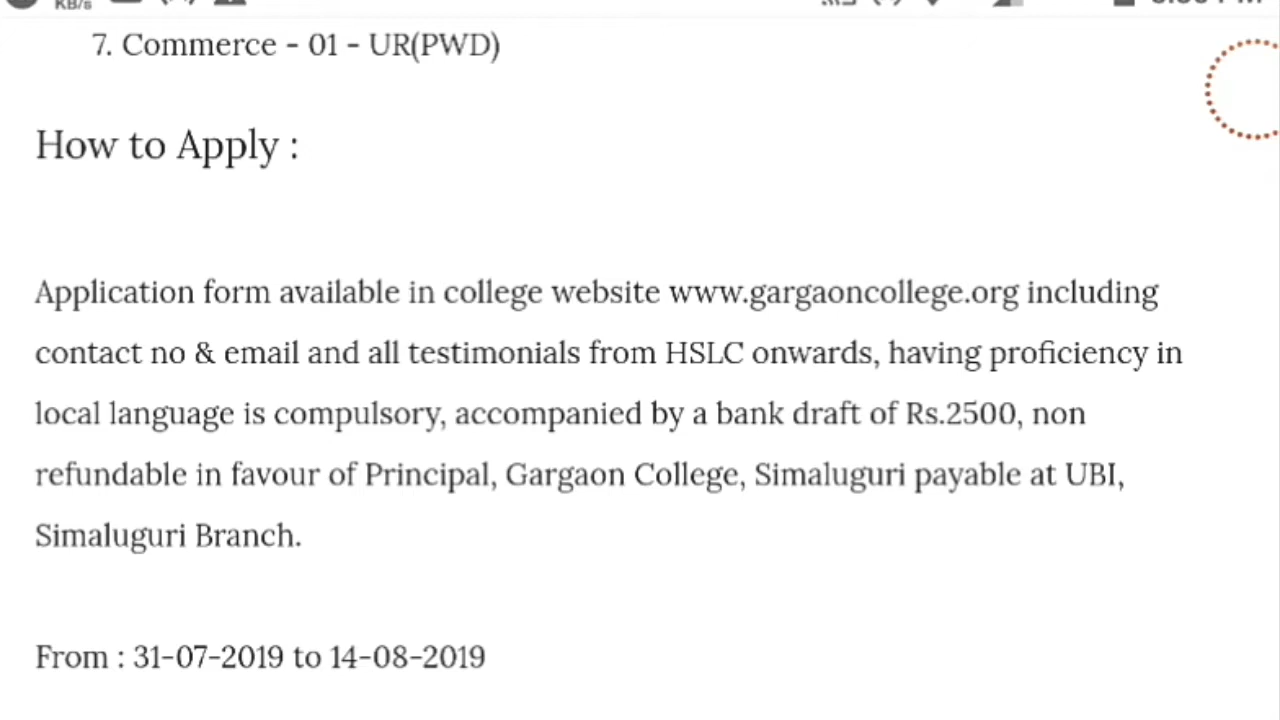 KB/s
7. Commerce - 01 - UR(PWD)
How to Apply :
Application form available in college website www.gargaoncollege.org including
contact no & email and all testimonials from HSLC onwards, having proficiency in
local language is compulsory, accompanied by a bank draft of Rs.2500, non
refundable in favour of Principal, Gargaon College, Simaluguri payable at UBI,
Simaluguri Branch.
From : 31-07-2019 to 14-08-2019